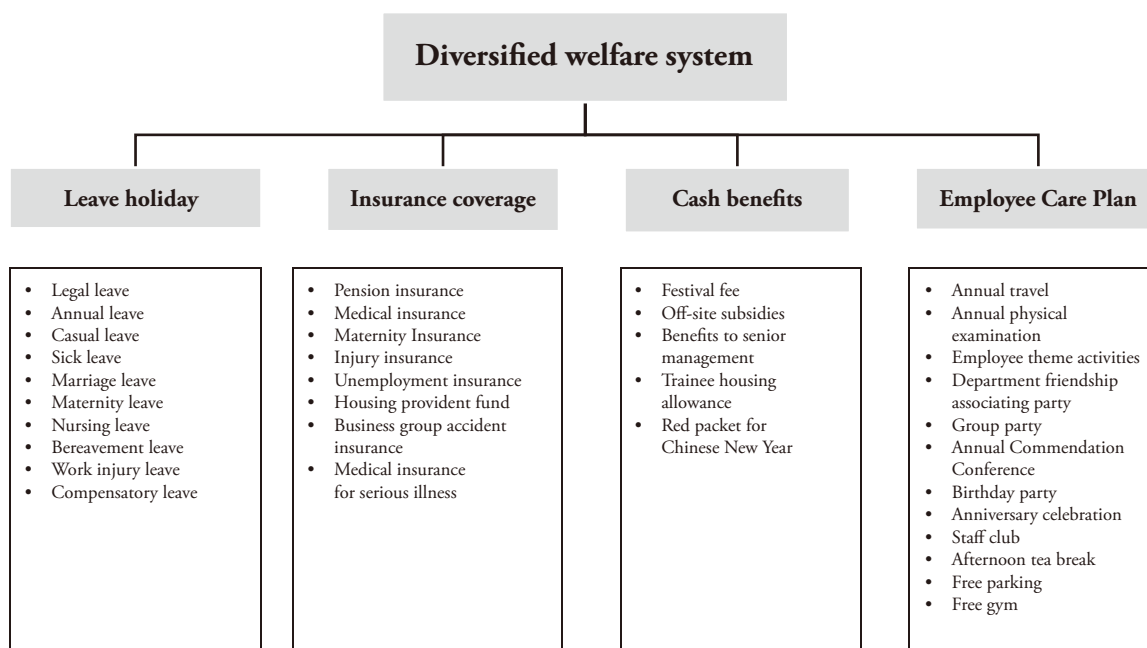 Diversified welfare system
Leave holiday
• Legal leave
• Annual leave
• Casual leave
• Sick leave
• Marriage leave
• Maternity leave
• Nursing leave
• Bereavement leave
• Work injury leave
• Compensatory leave
Insurance coverage
• Pension insurance
• Medical insurance
• Maternity Insurance
• Injury insurance
• Unemployment insurance
• Housing provident fund
• Business group accident
insurance
• Medical insurance
for serious illness
Cash benefits
• Festival fee
• Off-site subsidies
• Benefits to senior
management
• Trainee housing
allowance
• Red packet for
Chinese New Year
Employee Care Plan
• Annual travel
• Annual physical
examination
• Employee theme activities
• Department friendship
associating party
• Group party
• Annual Commendation
Conference
• Birthday party
• Anniversary celebration
• Staff club
• Afternoon tea break
• Free parking
• Free gym